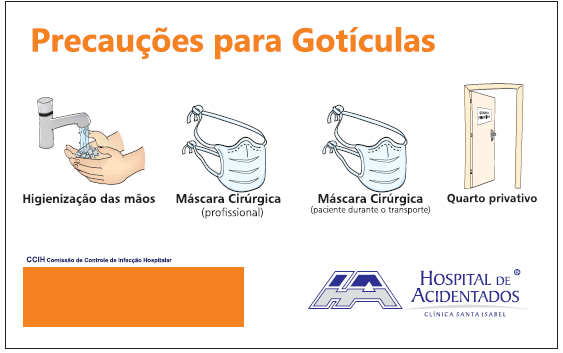 Precauções para Gotículas
Higienização das mãos
Máscara Cirúrgica
(profissional)
Máscara Cirúrgica
(paciente durante o transporte)
Quarto privativo
CCIH Comissão de Controle de Infecção Hospitalar
HOSPITAL DE ®
ACIDENTADOS
CLÍNICA SANTA ISABEL